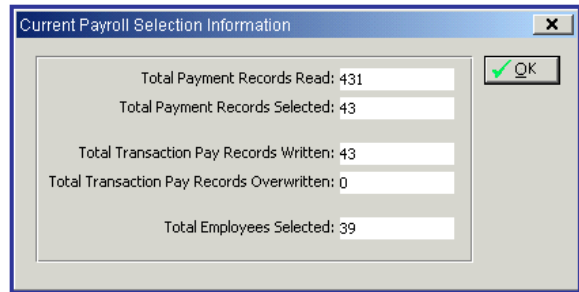 Current Payroll Selection Information
OK
Total Payment Records Read: 431
Total Payment Records Selected: 43
Total Transaction Pay Records Written: 43
Total Transaction Pay Records Overwritten: 0
Total Employees Selected: 39